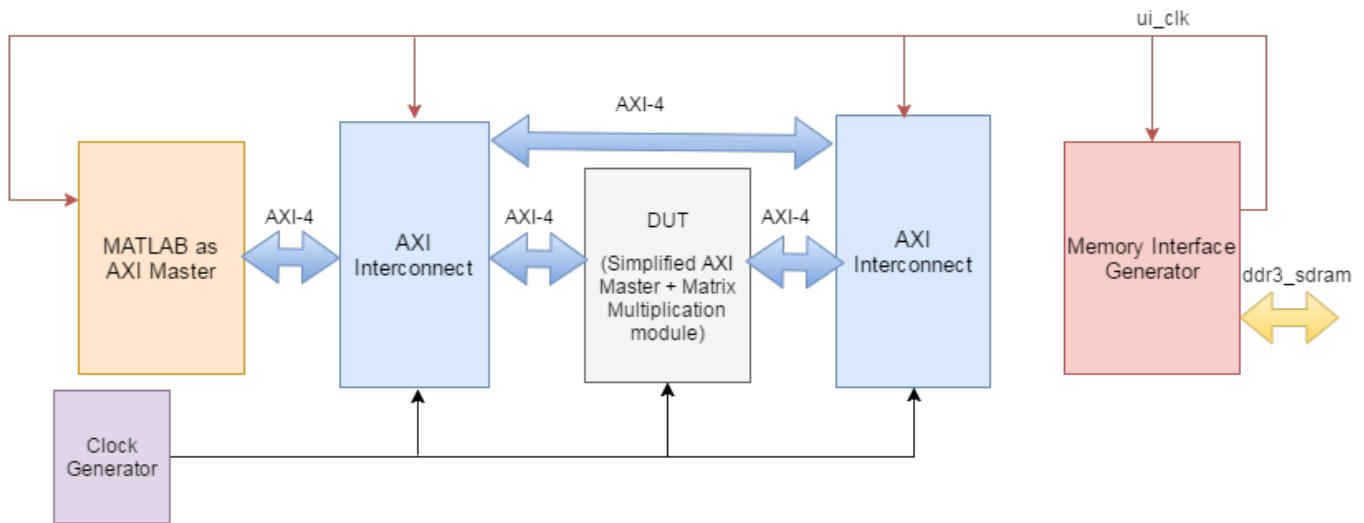 ui_clk
AXI-4
AXI-4
AXI-4
AXI-4
MATLAB as
AXI Master
AXI
Interconnect
DUT
(Simplified AXI
Master + Matrix
Multiplication
module)
AXI
Interconnect
Memory Interface
Generator
ddr3_sdram
Clock
Generator